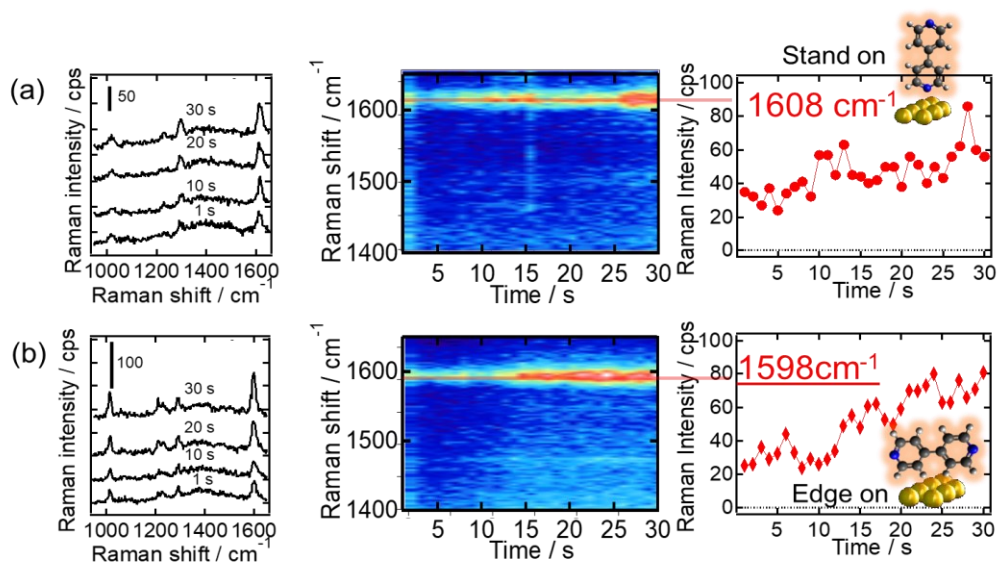 (a)
Raman intensity / cps
50
30 s
20 s
10 s
1 s
1000 1200 1400 1600
Raman shift / cm-1
Raman shift / cm-1
1600
1500
1400
5 10 15 20 25 30
Time / s
Stand on
1608 cm-1
Raman Intensity / cps
100
80
60
40
20
0
0 5 10 15 20 25 30
Time / s
(b)
Raman intensity / cps
100
30 s
20 s
10 s
1 s
1000 1200 1400 1600
Raman shift / cm-1
Raman shift / cm-1
1600
1500
1400
5 10 15 20 25 30
Time / s
1598cm-1
Edge on
Raman Intensity / cps
100
80
60
40
20
0
0 5 10 15 20 25 30
Time / s